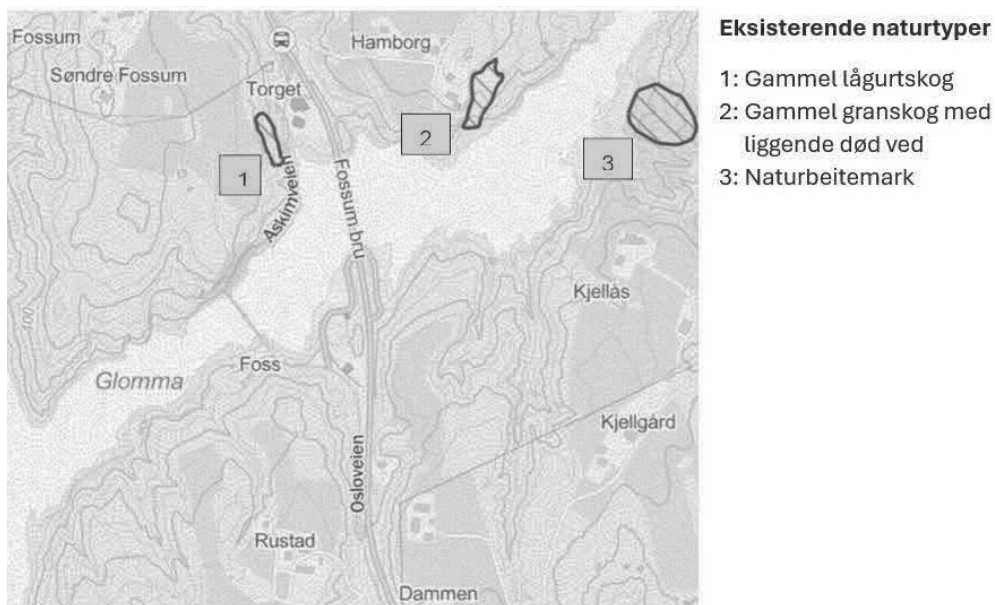 Fossum
Søndre Fossum
Torget
Hamborg
1
2
3
Askimveien
Fossum bru
Kjellås
Glomma
Foss
100
Kjellgård
Osloveien
Rustad
Dammen
Eksisterende naturtyper
1: Gammel lågurtskog
2: Gammel granskog med
liggende død ved
3: Naturbeitemark